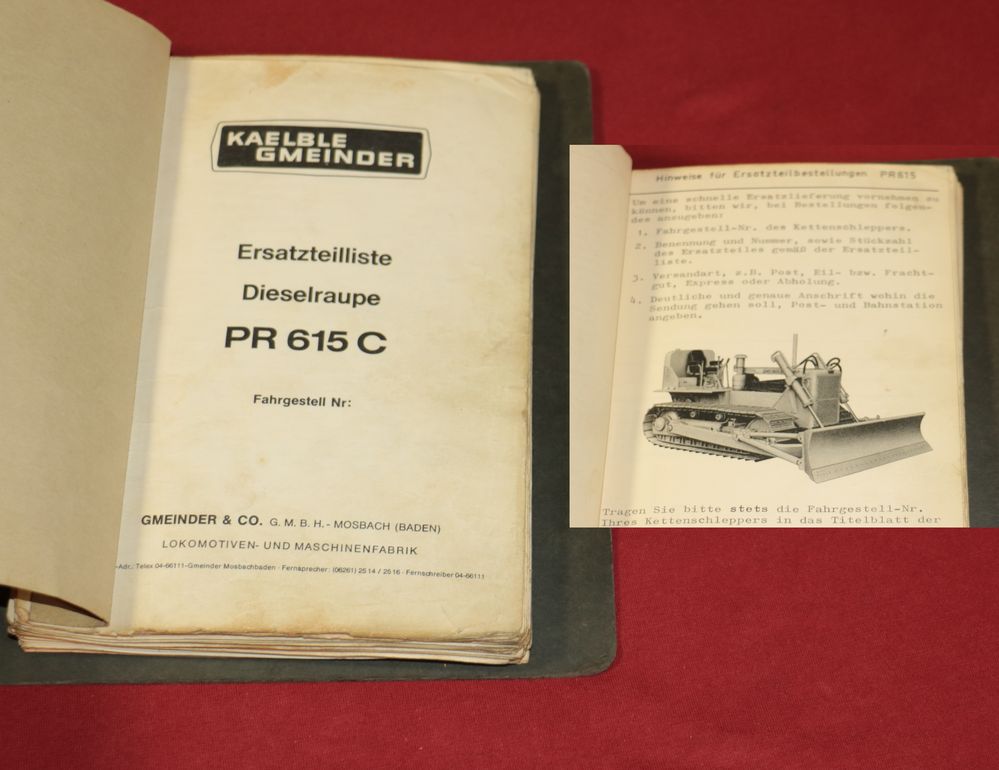 KAELBLE
GMEINDER
Ersatzteilliste
Dieselraupe
PR 615 C
Fahrgestell Nr:
GMEINDER & CO. G. M. B. H. - MOSBACH (BADEN)
LOKOMOTIVEN- UND MASCHINENFABRIK
-Adr.: Telex 04-66111-Gmeinder Mosbachbaden · Fernsprecher: (06261) 25 14 / 25 16 · Fernschreiber 04-66111
Hinweise für Ersatzteilbestellungen PR615
Um eine schnelle Ersatzlieferung vornehmen zu
können, bitten wir, bei Bestellungen folgen-
des anzugeben:
1. Fahrgestell-Nr. des Kettenschleppers.
2. Benennung und Nummer, sowie Stückzahl
des Ersatzteiles gemäß der Ersatzteil-
liste.
3. Versandart, z.B. Post, Eil- bzw. Fracht-
gut, Express oder Abholung.
4. Deutliche und genaue Anschrift wohin die
Sendung gehen soll, Post- und Bahnstation
angeben.
Tragen Sie bitte stets die Fahrgestell-Nr.
Ihres Kettenschleppers in das Titelblatt der